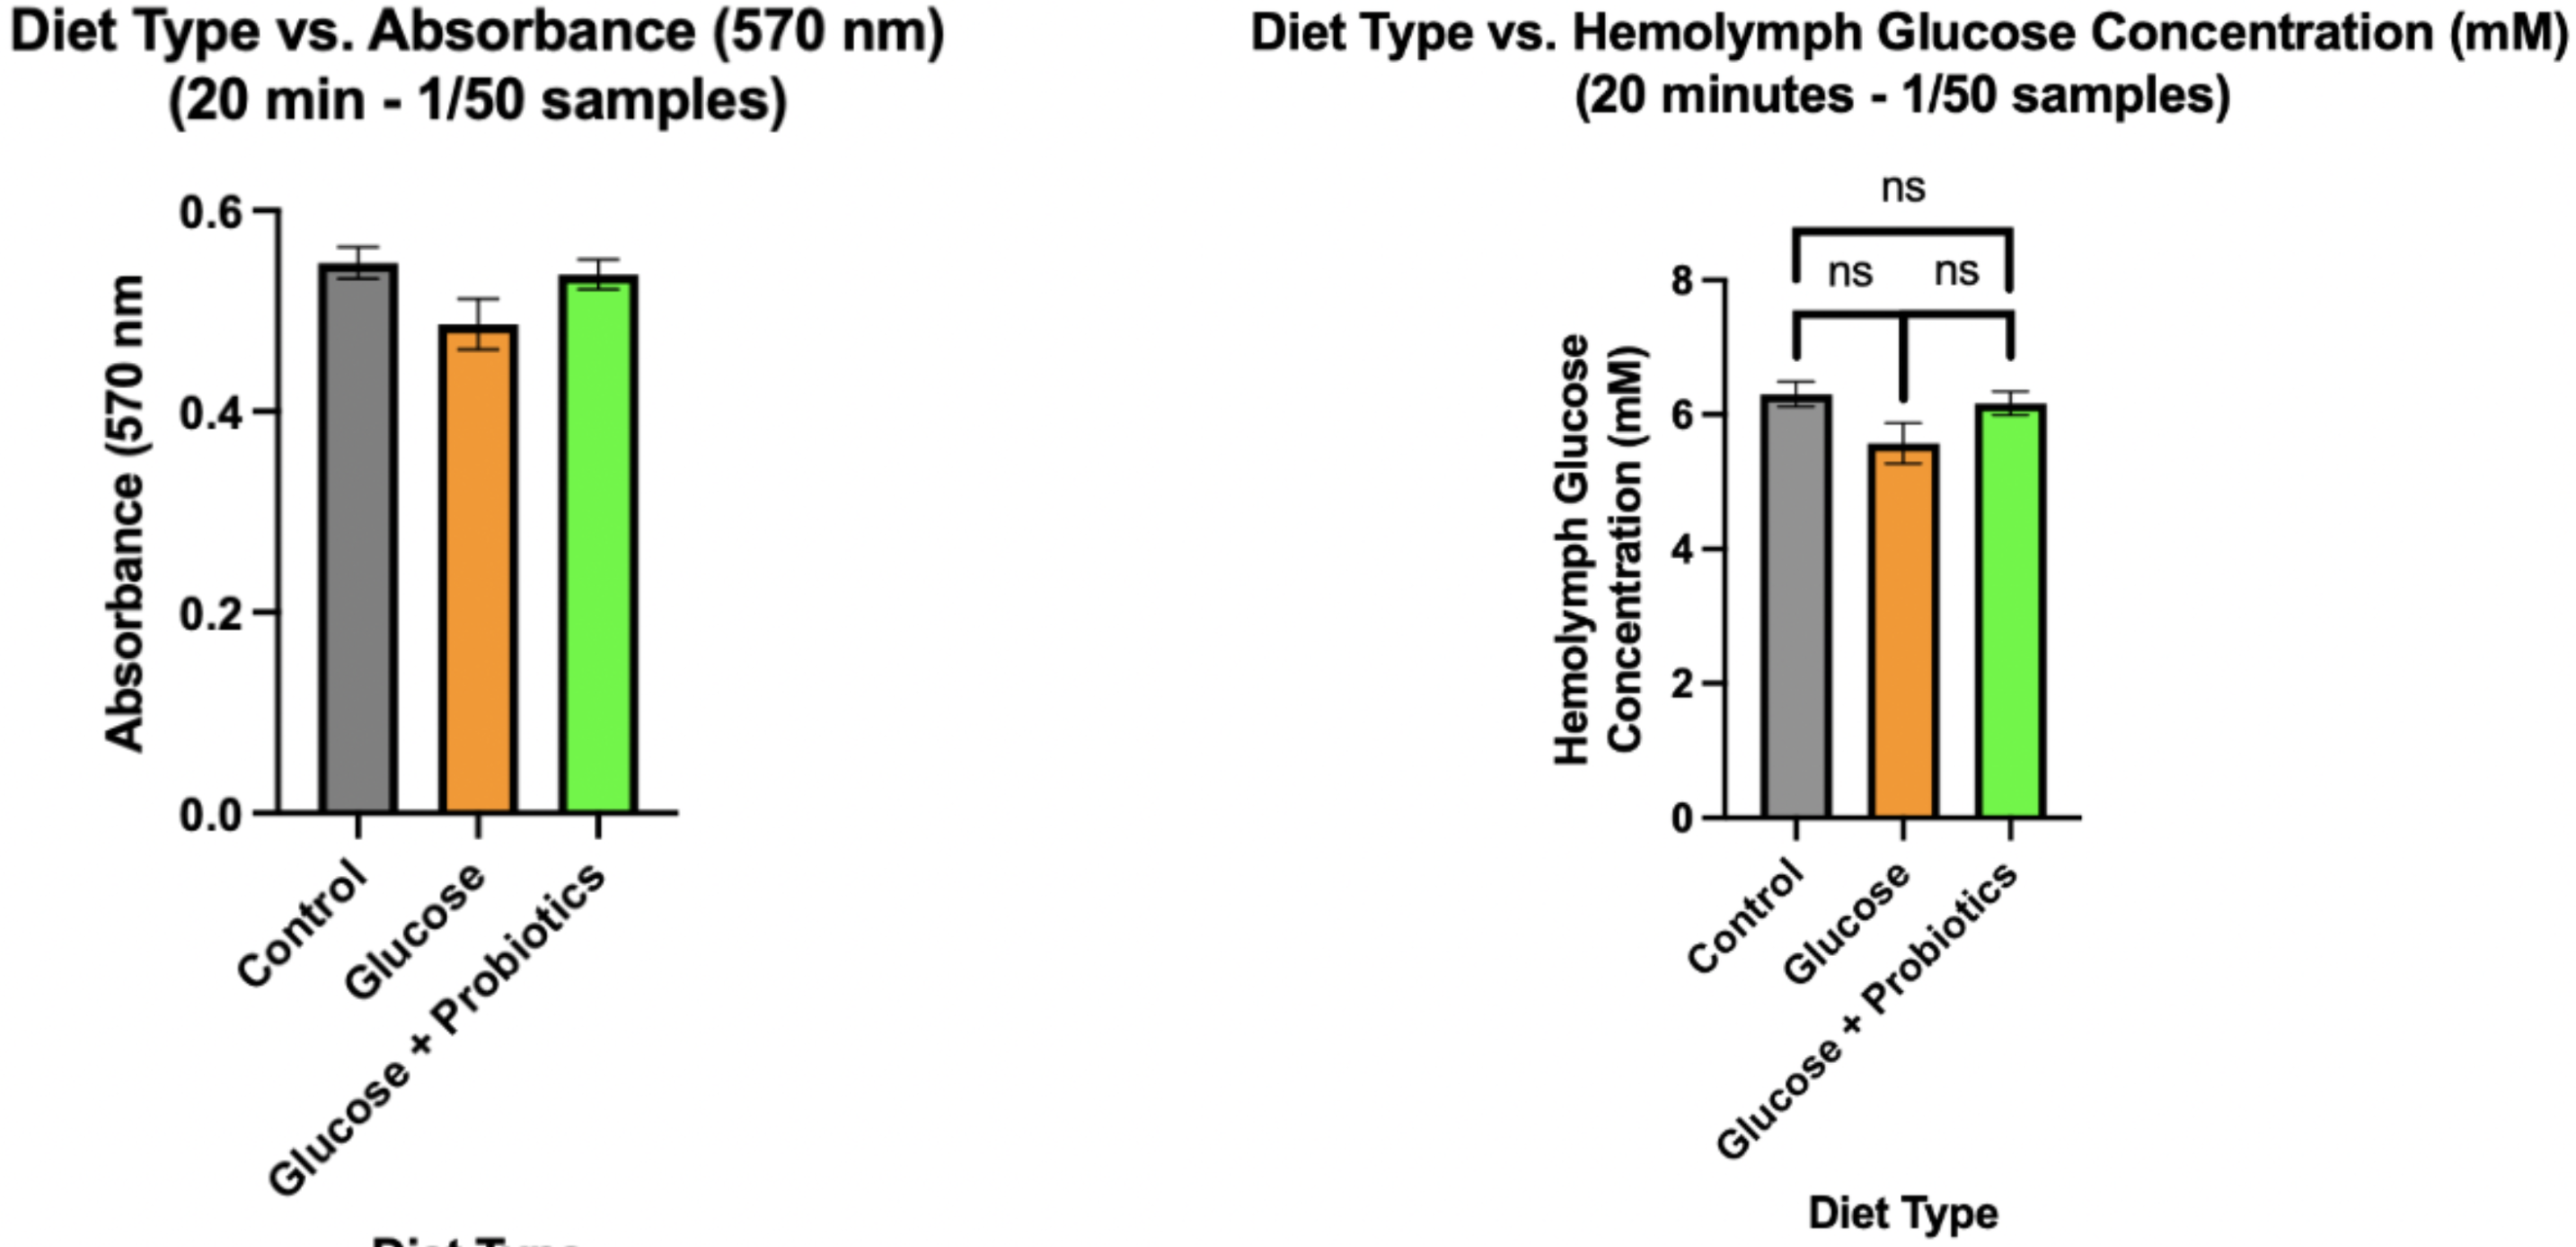 Diet Type vs. Absorbance (570 nm)
(20 min - 1/50 samples)
Absorbance (570 nm
0.6
0.4
0.2
0.0
Control
Glucose
Glucose + Probiotics
Diet Type
Diet Type vs. Hemolymph Glucose Concentration (mM)
(20 minutes - 1/50 samples)
ns
ns ns
Hemolymph Glucose
Concentration (mM)
8
6
4
2
0
Control
Glucose
Glucose + Probiotics
Diet Type